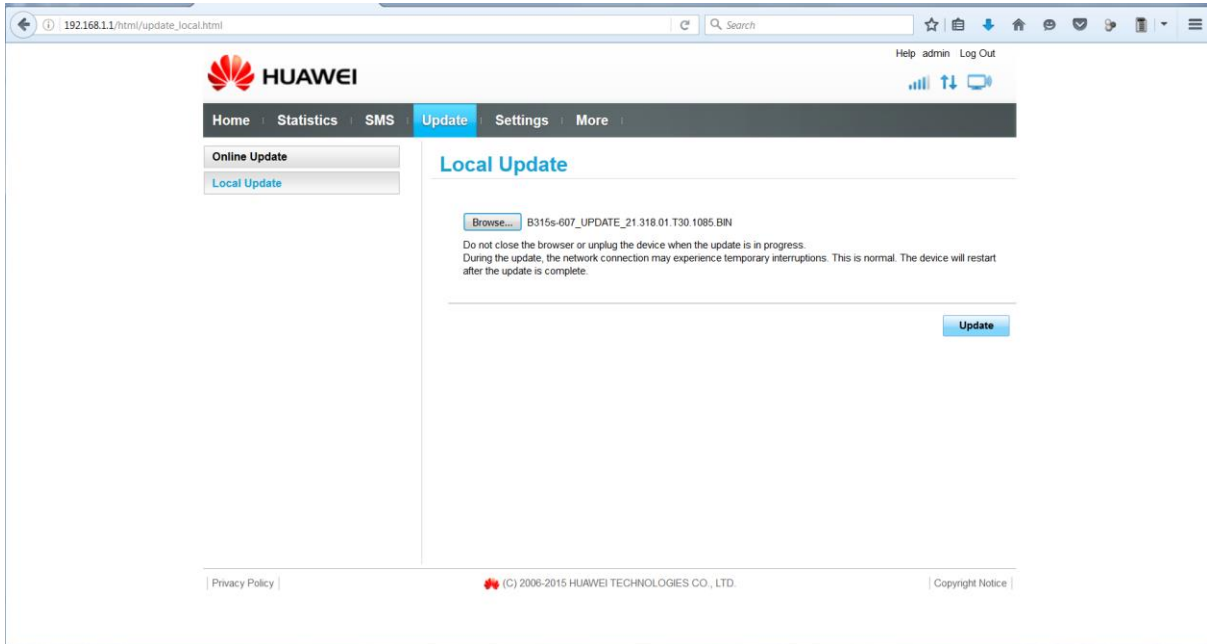 192.168.1.1/html/update_local.html
Search
Help admin Log Out
HUAWEI
Home Statistics SMS Update Settings More
Online Update
Local Update
Local Update
Browse... B315s-607_UPDATE_21.318.01.T30.1085.BIN
Do not close the browser or unplug the device when the update is in progress.
During the update, the network connection may experience temporary interruptions. This is normal. The device will restart
after the update is complete.
Update
Privacy Policy (C) 2006-2015 HUAWEI TECHNOLOGIES CO., LTD. Copyright Notice